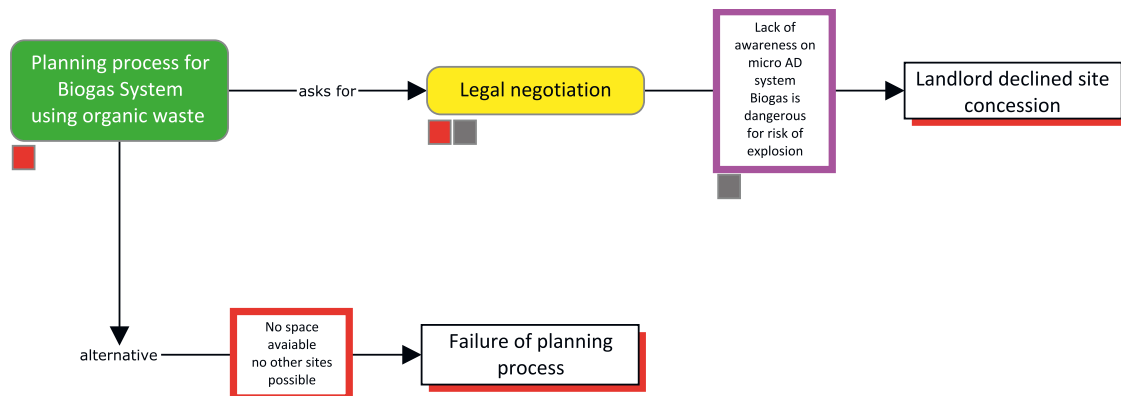 Planning process for
Biogas System
using organic waste
asks for
Legal negotiation
Lack of
awareness on
micro AD
system
Biogas is
dangerous
for risk of
explosion
Landlord declined site
concession
alternative
No space
avaiable
no other sites
possible
Failure of planning
process